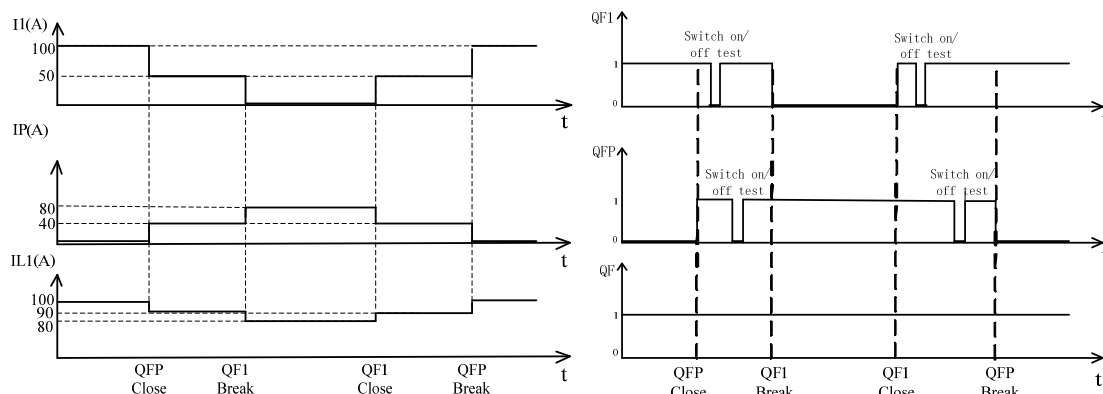 I1(A)
100
50
t
IP(A)
80
40
t
IL1(A)
100
90
80
t
QFP
Close
QF1
Break
QF1
Close
QFP
Break
QF1
Switch on/
off test
Switch on/
off test
1
0
QFP
Switch on/
off test
Switch on/
off test
1
0
QF
1
0
t
QFP
Close
QF1
Break
QF1
Close
QFP
Break